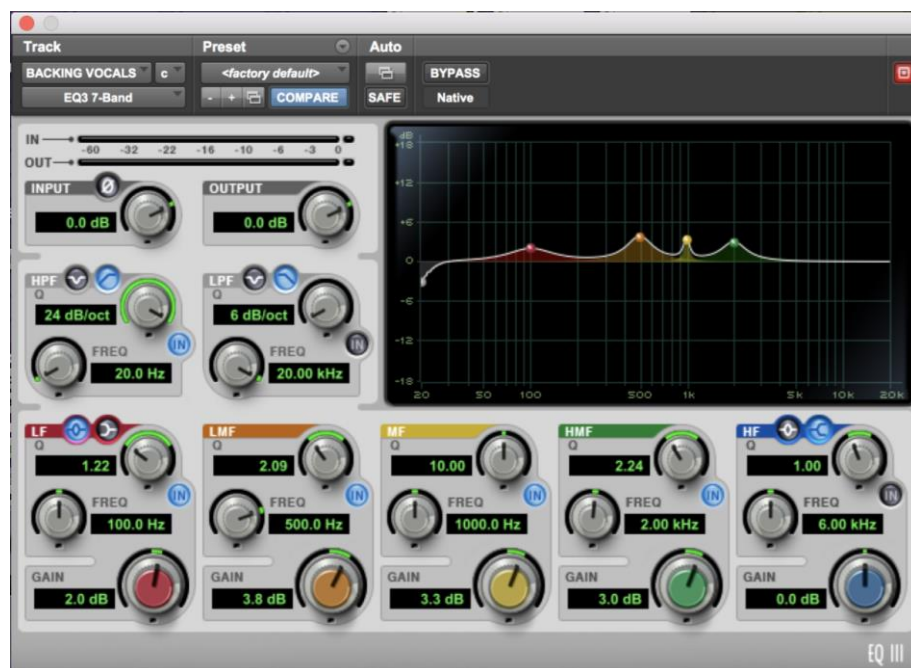 Track Preset Auto
BACKING VOCALS c <factory default> BYPASS
EQ3 7-Band - + COMPARE SAFE Native
IN
-60 -32 -22 -16 -10 -6 -3 0
OUT
INPUT Ø OUTPUT
0.0 dB 0.0 dB
HPF LPF
Q Q
24 dB/oct 6 dB/oct
IN IN
FREQ FREQ
20.0 Hz 20.00 kHz
dB
+18
+12
+6
0
-6
-12
-18
20 50 100 500 1k 5k 10k 20k
LF LMF MF HMF HF
Q Q Q Q Q
1.22 2.09 10.00 2.24 1.00
IN IN IN IN IN
FREQ FREQ FREQ FREQ FREQ
100.0 Hz 500.0 Hz 1000.0 Hz 2.00 kHz 6.00 kHz
GAIN GAIN GAIN GAIN GAIN
2.0 dB 3.8 dB 3.3 dB 3.0 dB 0.0 dB
EQ III